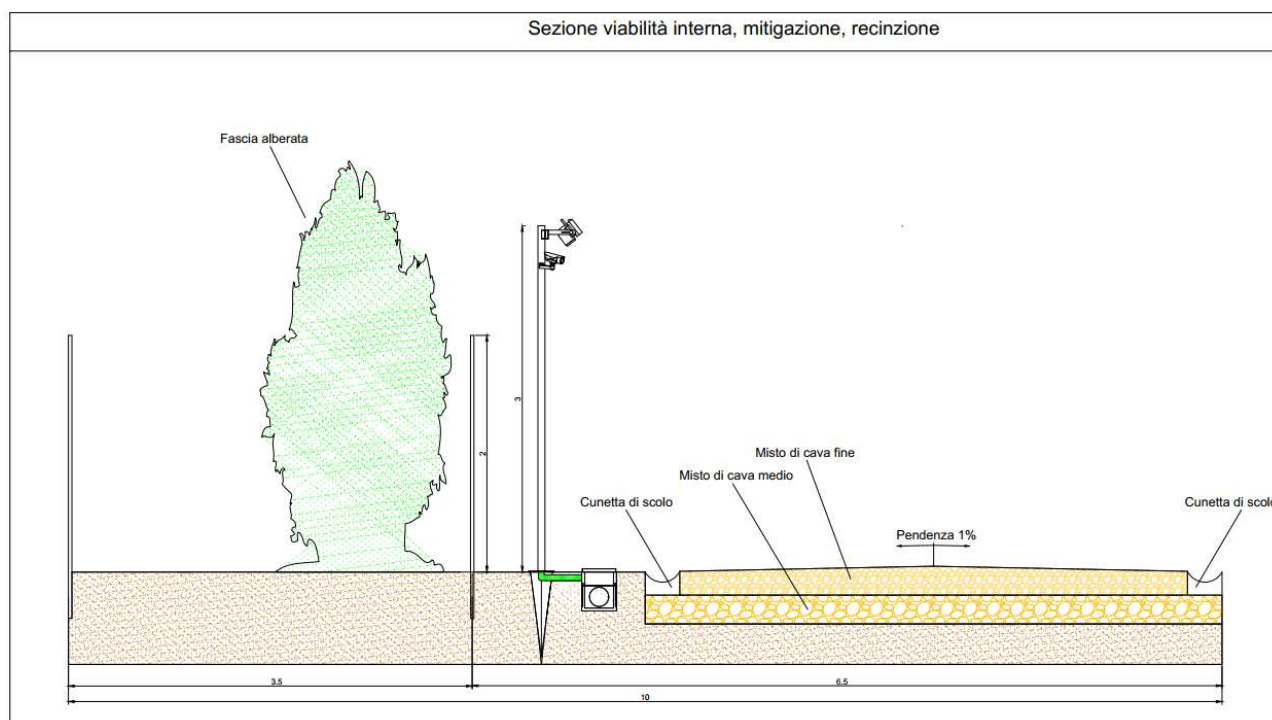 Sezione viabilità interna, mitigazione, recinzione
Fascia alberata
3
2
Misto di cava fine
Misto di cava medio
Cunetta di scolo
Cunetta di scolo
Pendenza 1%
3.5
6.5
10